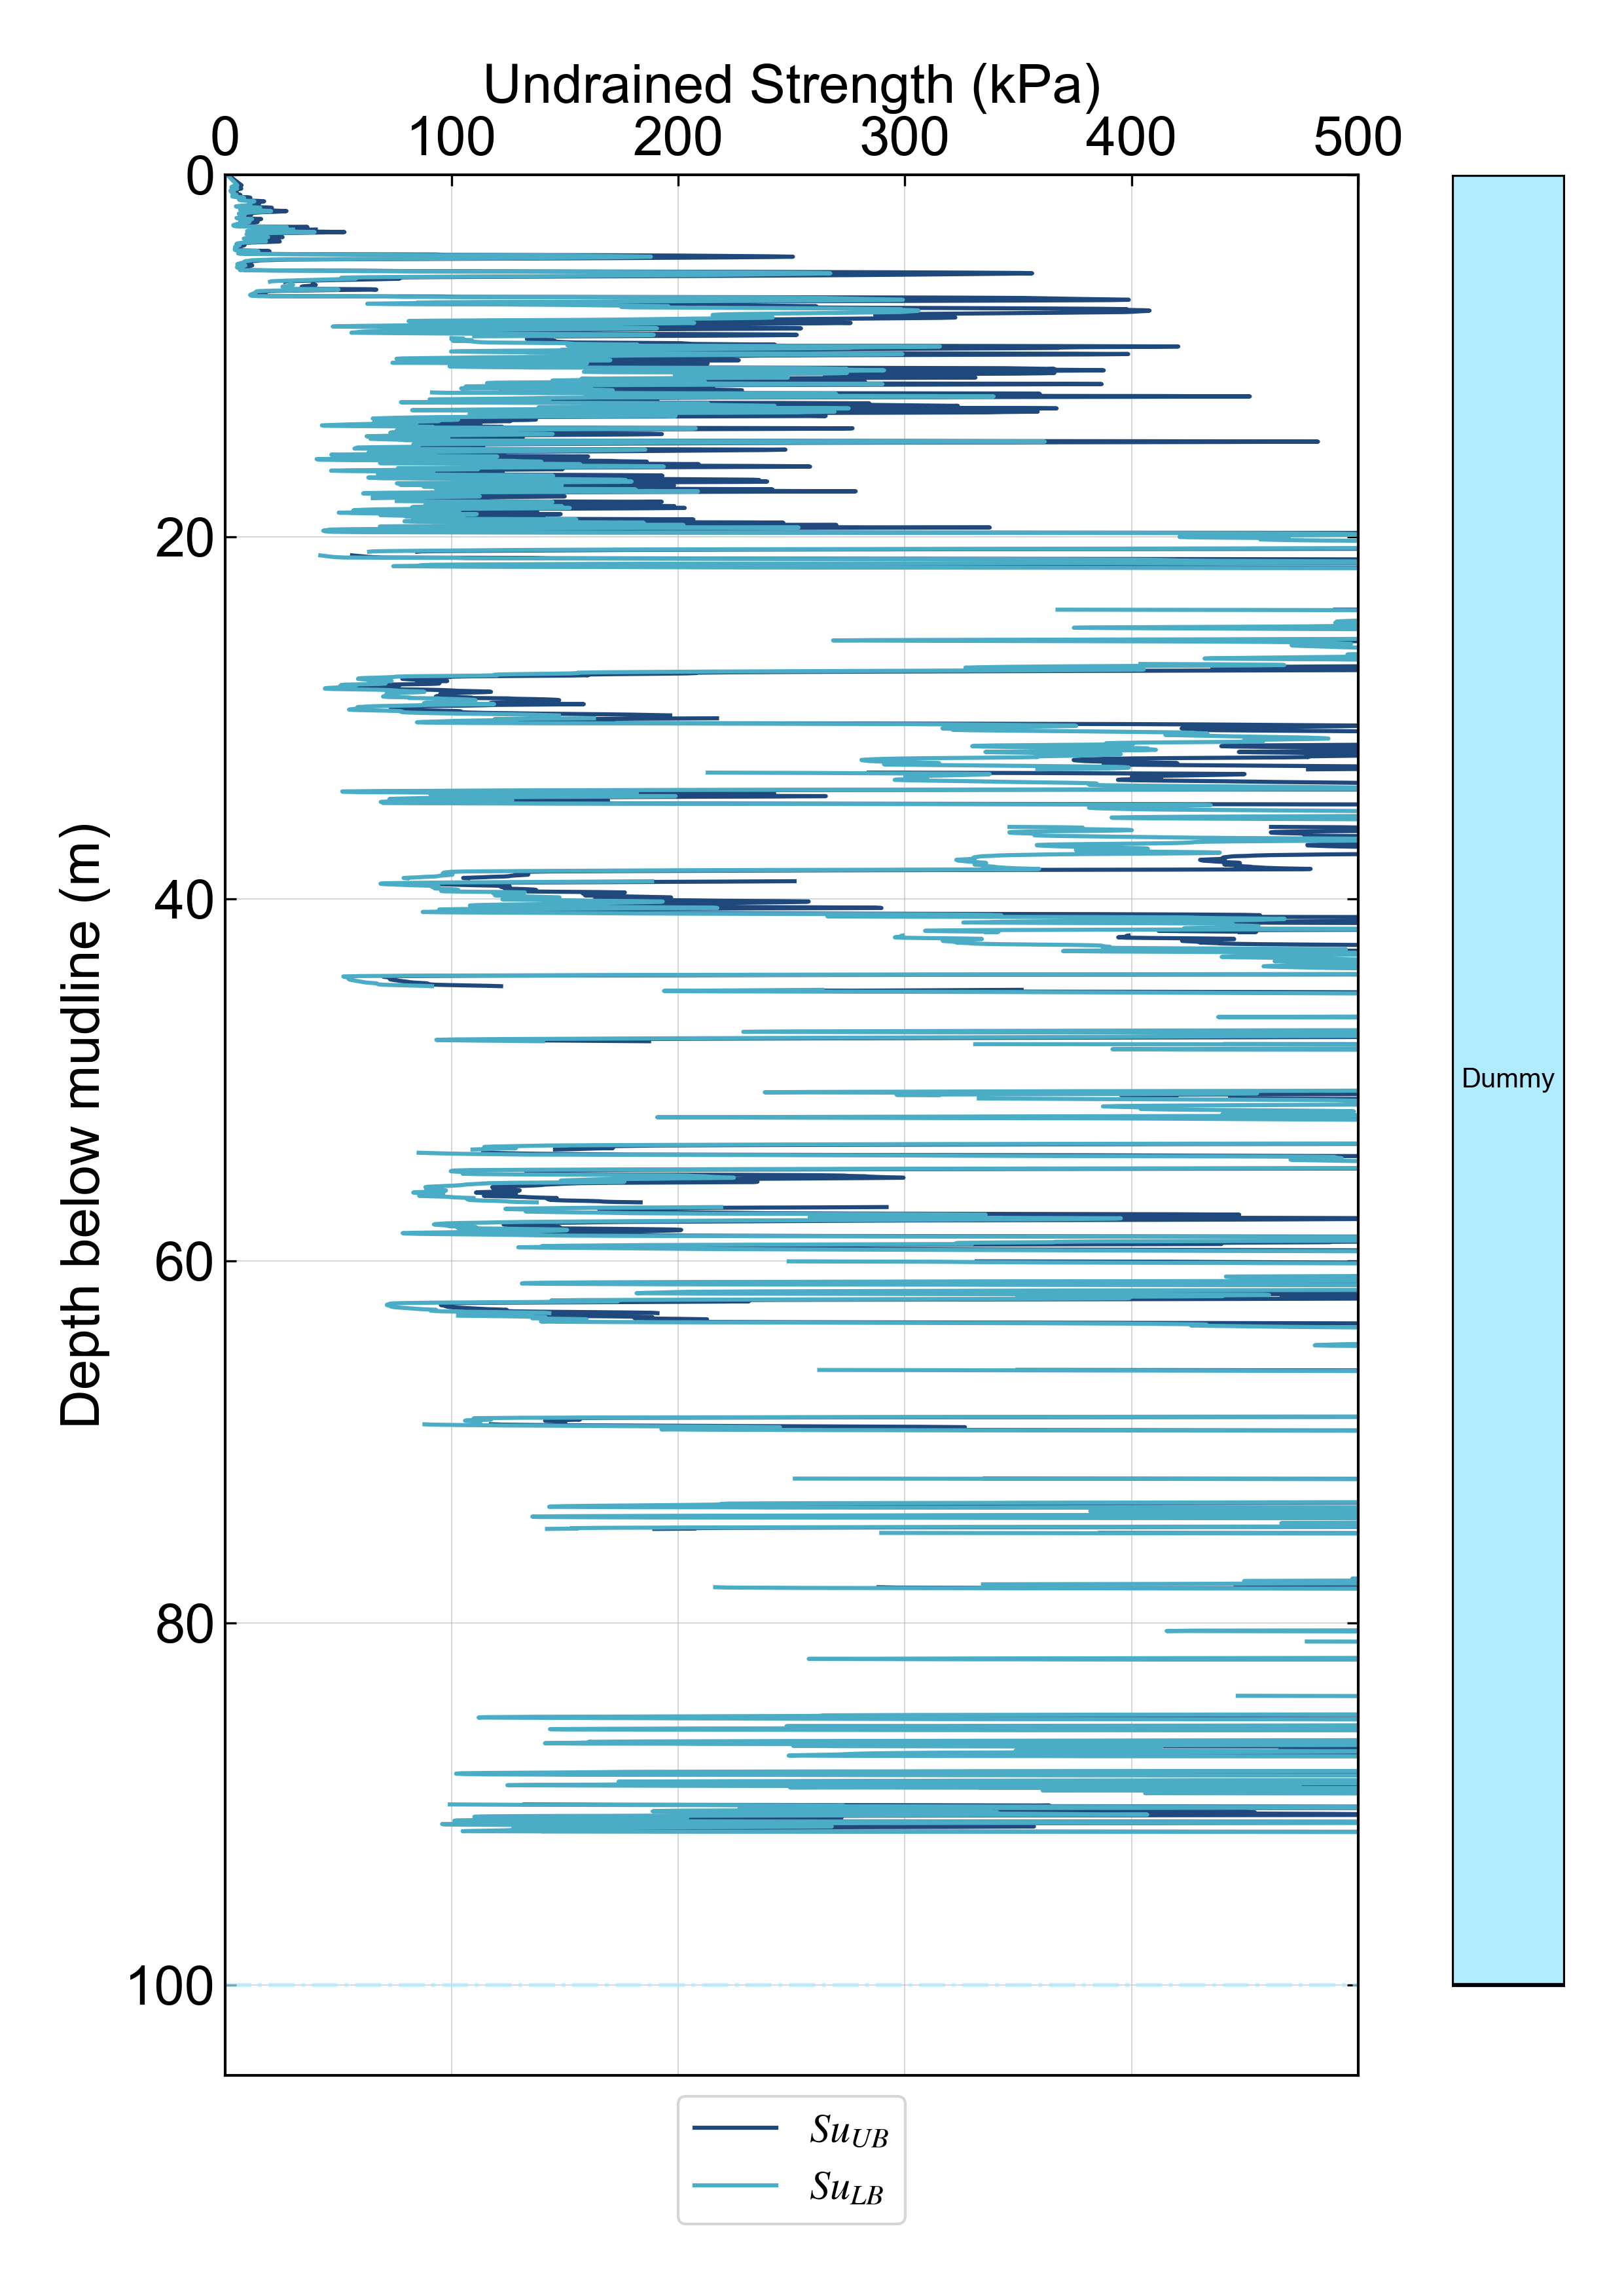 Undrained Strength (kPa)
0 100 200 300 400 500
0
20
40
60
80
100
Depth below mudline (m)
Dummy
Su_UB
Su_LB